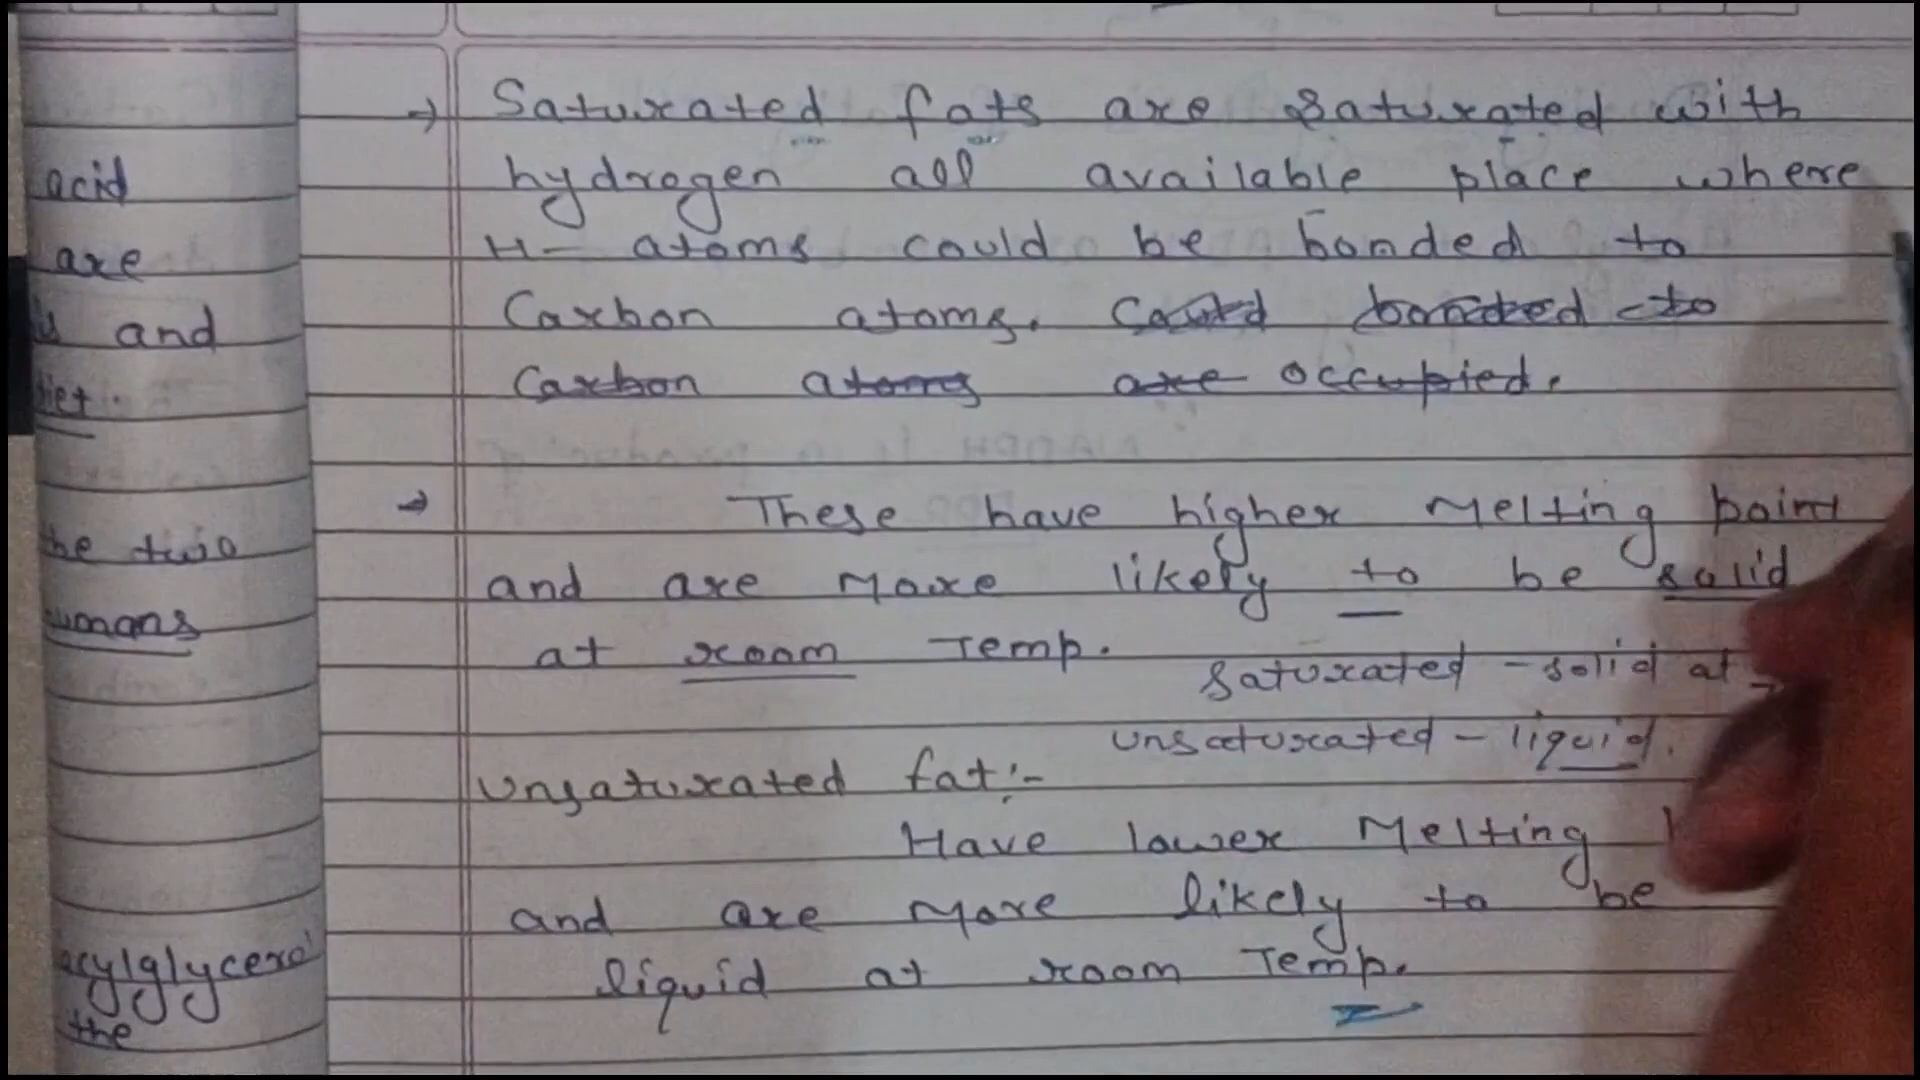 acid
are
and
diet.
the two
humans
acylglycerol
the
→ Saturated fats are saturated with
hydrogen all available place where
H- atoms could be bonded to
Carbon atoms. Could bonded to
Carbon atoms are occupied.
→ These have higher Melting point
and are More likely to be solid
at room Temp.
Saturated - solid at
Unsaturated - liquid.
Unsaturated fat:-
Have lower Melting
and are More likely to be
liquid at room Temp.